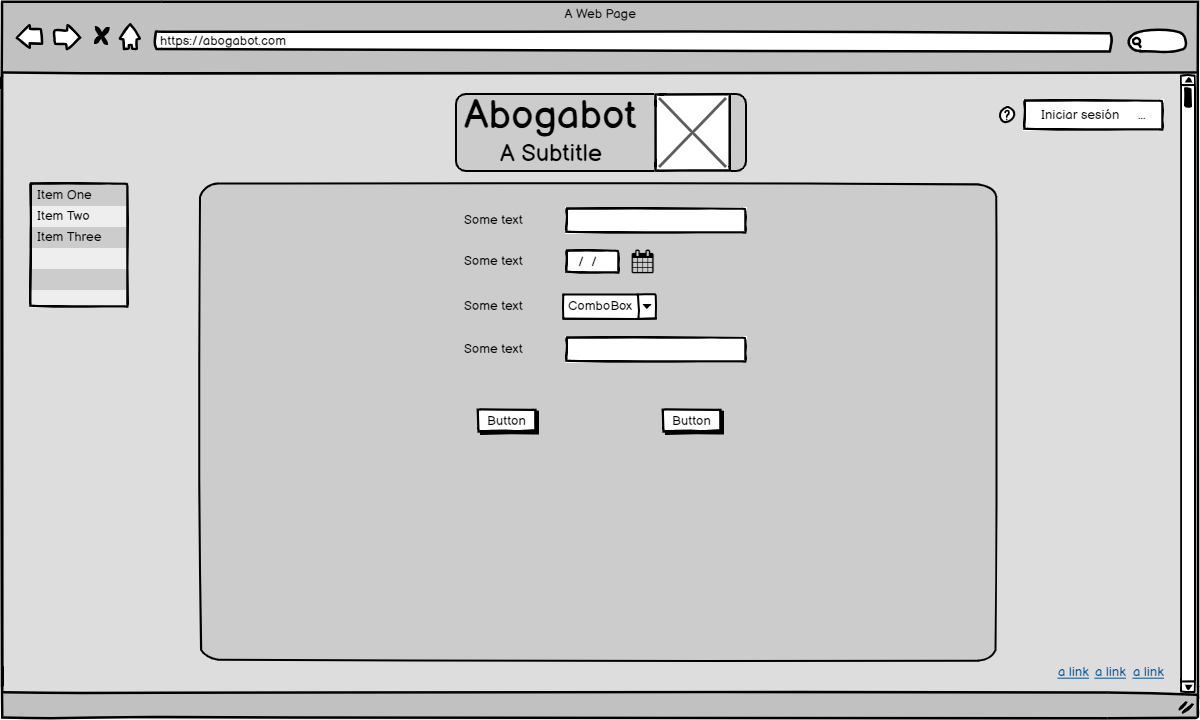 A Web Page
https://abogabot.com
Abogabot
A Subtitle
? Iniciar sesión ...
Item One
Item Two
Item Three
Some text
Some text / /
Some text ComboBox
Some text
Button Button
a link a link a link